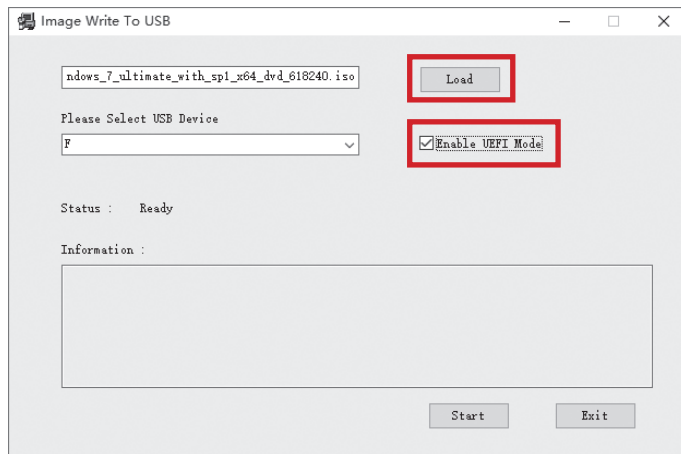 Image Write To USB
ndows_7_ultimate_with_sp1_x64_dvd_618240.iso
Load
Please Select USB Device
F
Enable UEFI Mode
Status : Ready
Information :
Start
Exit